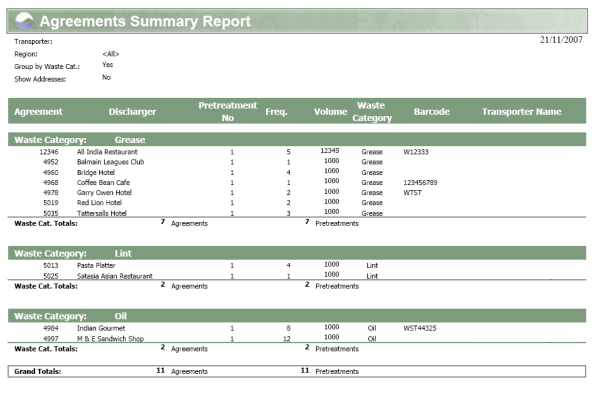 Agreements Summary Report
Transporter: 21/11/2007
Region: <All>
Group by Waste Cat.: Yes
Show Addresses: No
Agreement Discharger Pretreatment No Freq. Volume Waste Category Barcode Transporter Name
Waste Category: Grease
12346 All India Restaurant 1 5 12345 Grease W12333
4952 Balmain Leagues Club 1 1 1000 Grease
4960 Bridge Hotel 1 4 1000 Grease
4968 Coffee Bean Cafe 1 1 1000 Grease 123456789
4978 Garry Owen Hotel 1 2 1000 Grease WTST
5019 Red Lion Hotel 1 2 1000 Grease
5035 Tattersalls Hotel 1 3 1000 Grease
Waste Cat. Totals: 7 Agreements 7 Pretreatments
Waste Category: Lint
5013 Pasta Platter 1 4 1000 Lint
5025 Satasia Asian Restaurant 1 1 1000 Lint
Waste Cat. Totals: 2 Agreements 2 Pretreatments
Waste Category: Oil
4984 Indian Gourmet 1 8 1000 Oil WST44325
4997 M & E Sandwich Shop 1 12 1000 Oil
Waste Cat. Totals: 2 Agreements 2 Pretreatments
Grand Totals: 11 Agreements 11 Pretreatments